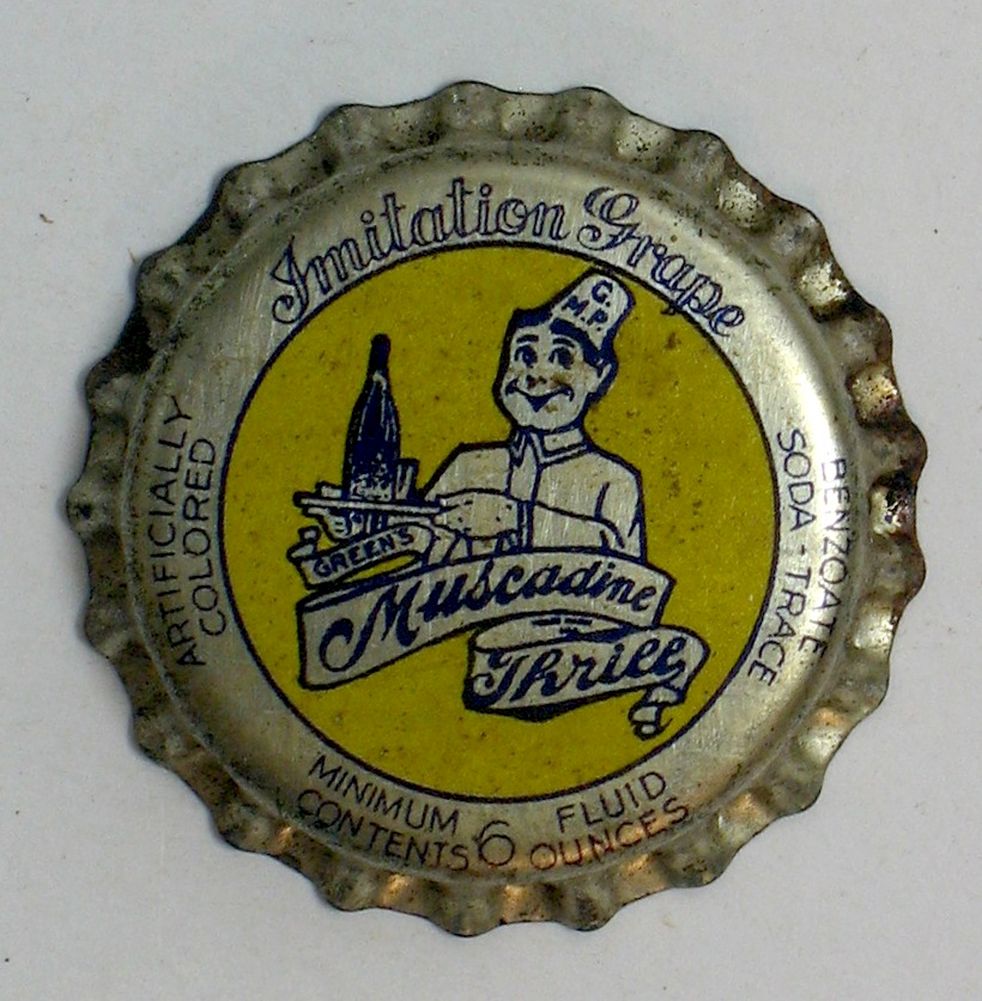 Imitation Grape
G.
M.P.
GREEN'S
Muscadine
Thrill
ARTIFICIALLY
COLORED
BENZOATE
SODA - TRACE
MINIMUM
CONTENTS 6 FLUID
OUNCES